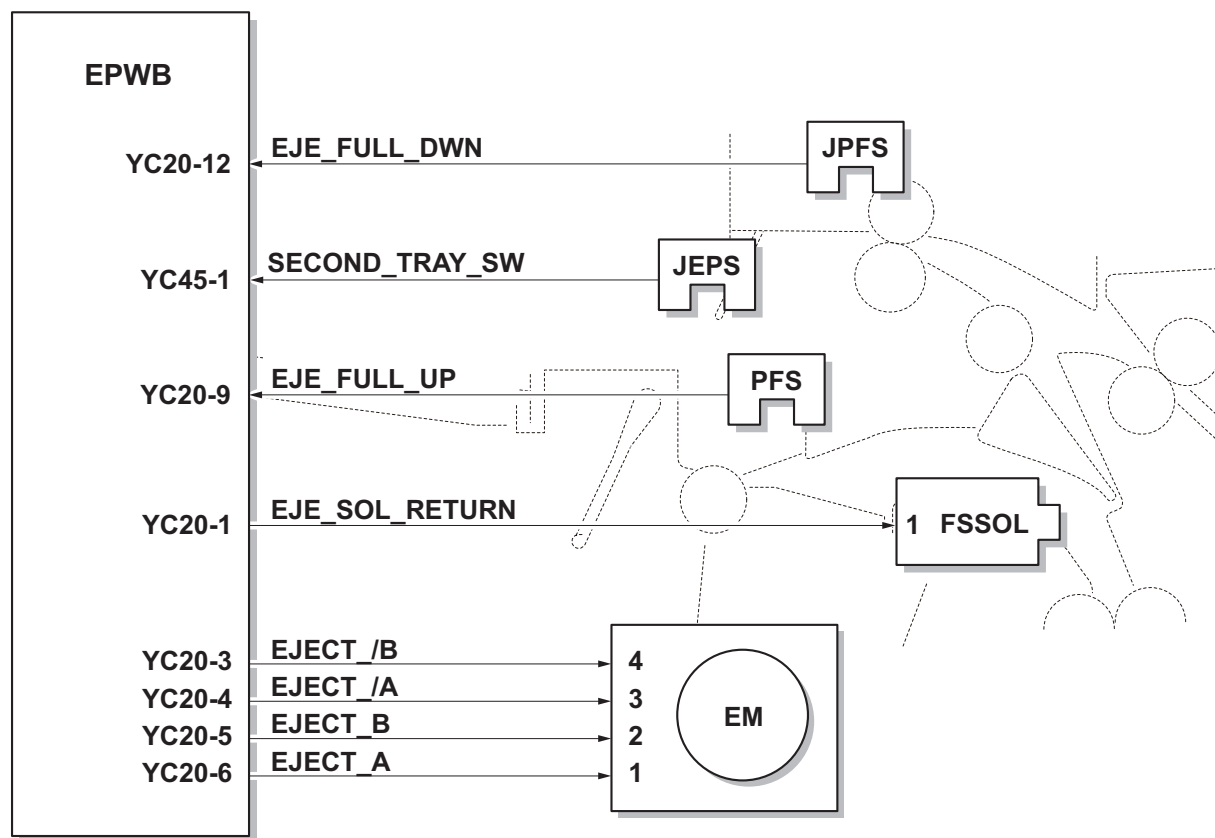 EPWB
YC20-12 EJE_FULL_DWN JPFS
YC45-1 SECOND_TRAY_SW JEPS
YC20-9 EJE_FULL_UP PFS
YC20-1 EJE_SOL_RETURN 1 FSSOL
YC20-3 EJECT_/B 4
YC20-4 EJECT_/A 3
YC20-5 EJECT_B 2
YC20-6 EJECT_A 1
EM